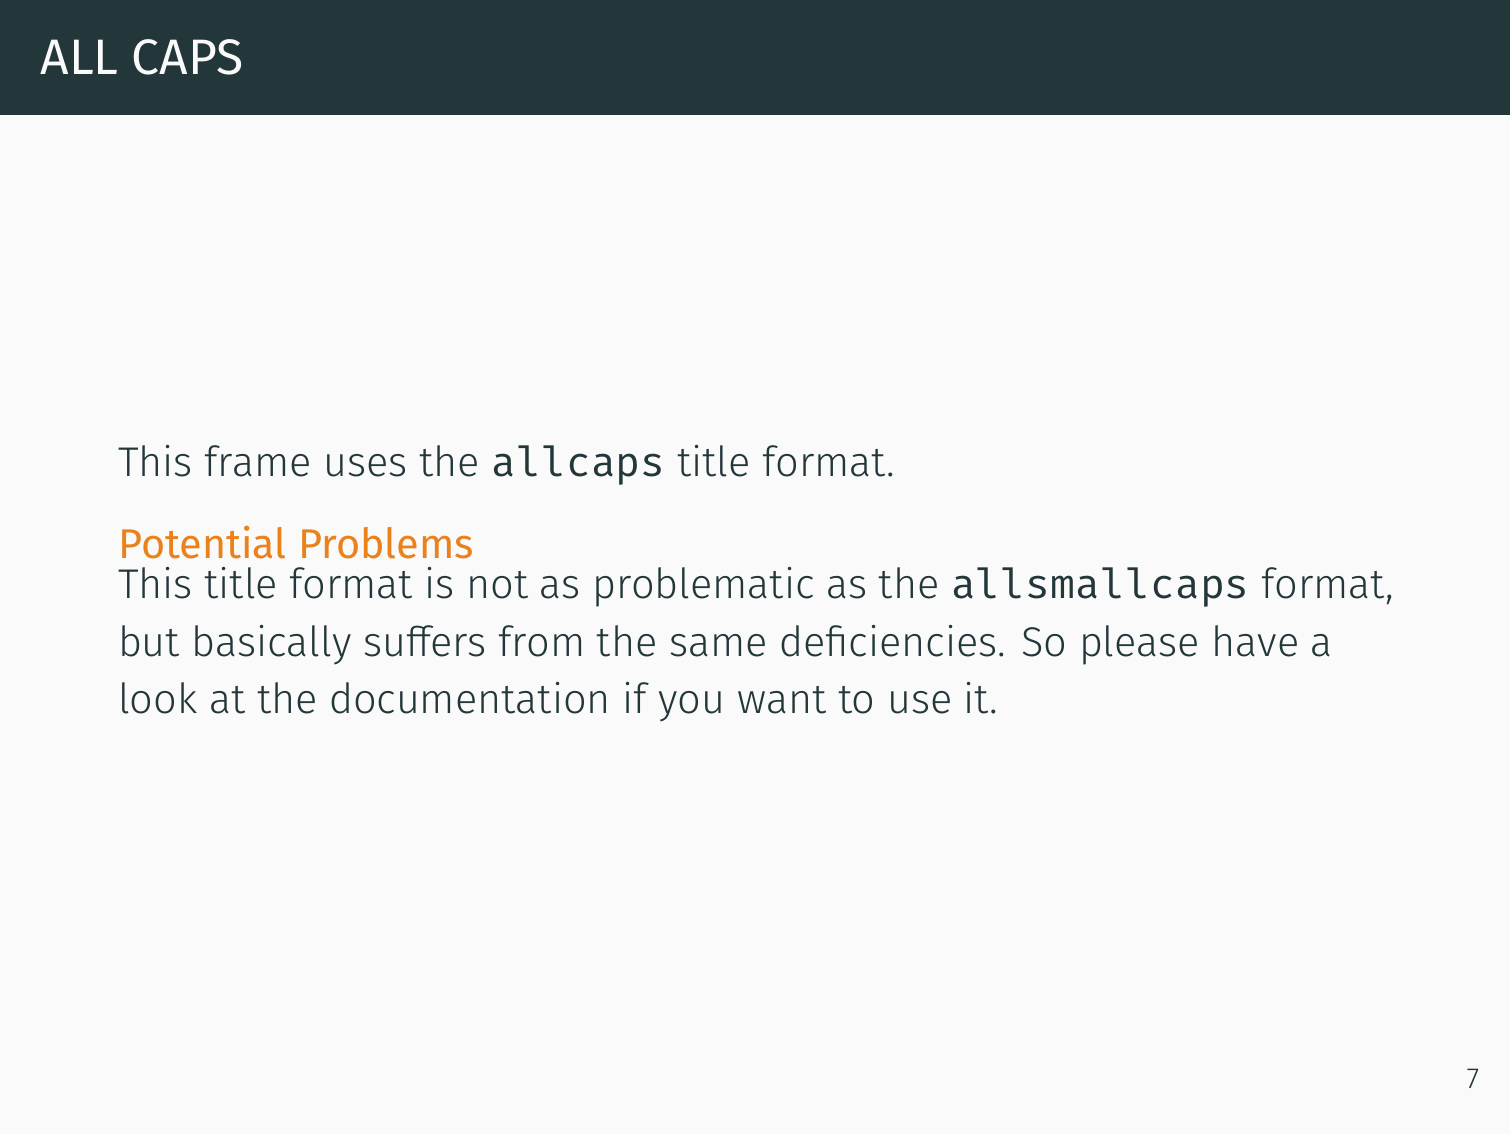 ALL CAPS
This frame uses the allcaps title format.
Potential Problems
This title format is not as problematic as the allsmallcaps format,
but basically suffers from the same deficiencies. So please have a
look at the documentation if you want to use it.
7